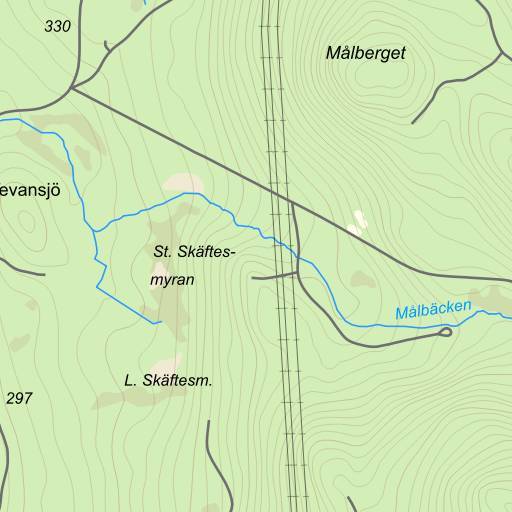 330
Målberget
evansjö
St. Skäftes-
myran
Målbäcken
L. Skäftesm.
297